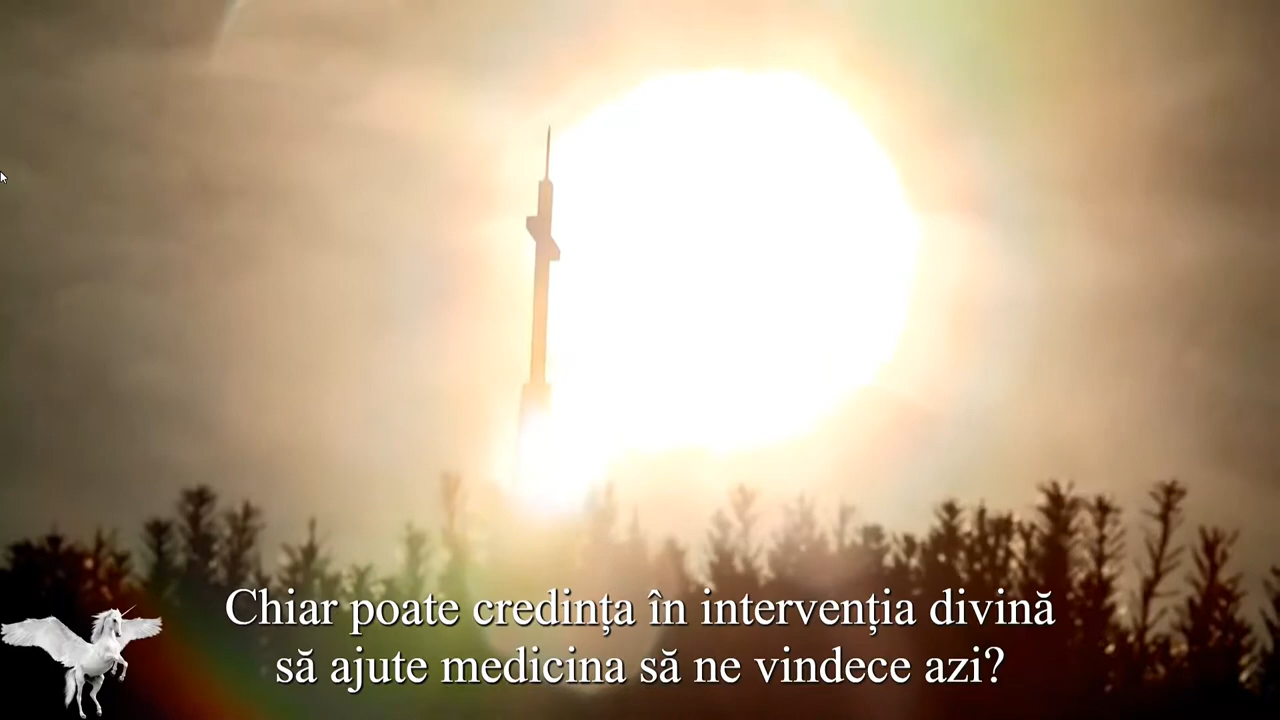 Chiar poate credința în intervenția divină
să ajute medicina să ne vindece azi?